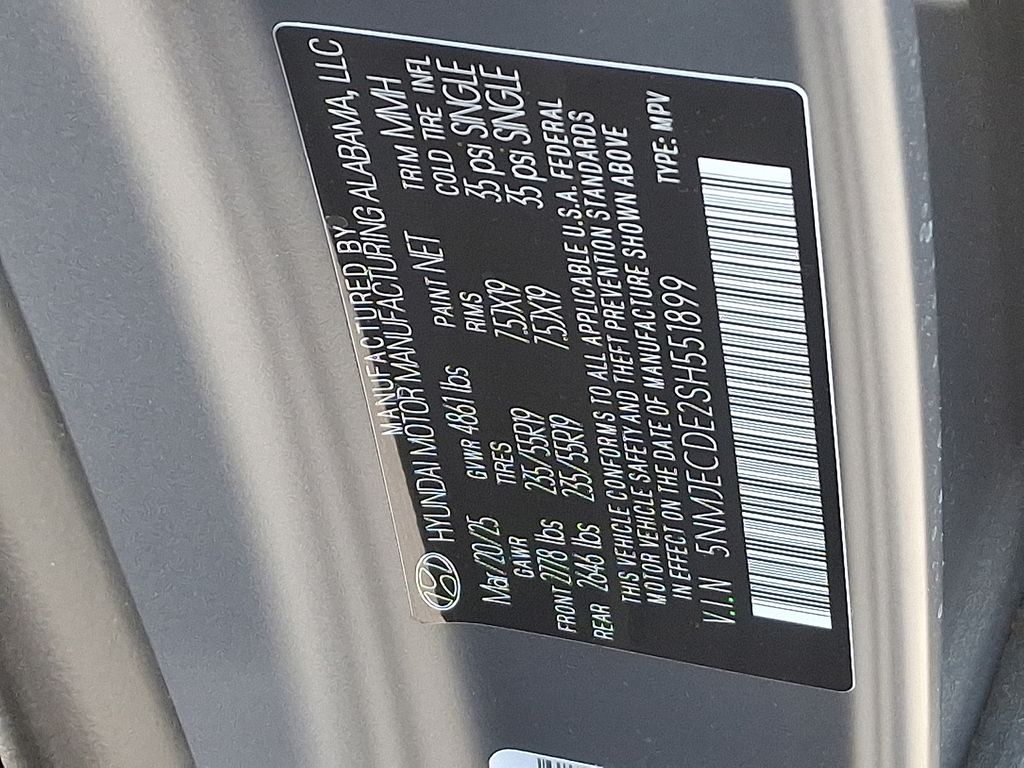 MANUFACTURED BY
HYUNDAI MOTOR MANUFACTURING ALABAMA, LLC
Mar/20/25 GVWR 4861 lbs PAINT NET TRIM MMH
GAWR TIRES RIMS COLD TIRE INFL
FRONT 2778 lbs 235/55R19 7.5JX19 35 psi SINGLE
REAR 2646 lbs 235/55R19 7.5JX19 35 psi SINGLE
THIS VEHICLE CONFORMS TO ALL APPLICABLE U.S.A. FEDERAL
MOTOR VEHICLE SAFETY AND THEFT PREVENTION STANDARDS
IN EFFECT ON THE DATE OF MANUFACTURE SHOWN ABOVE
V.I.N 5NMJECDE2SH551899 TYPE: MPV